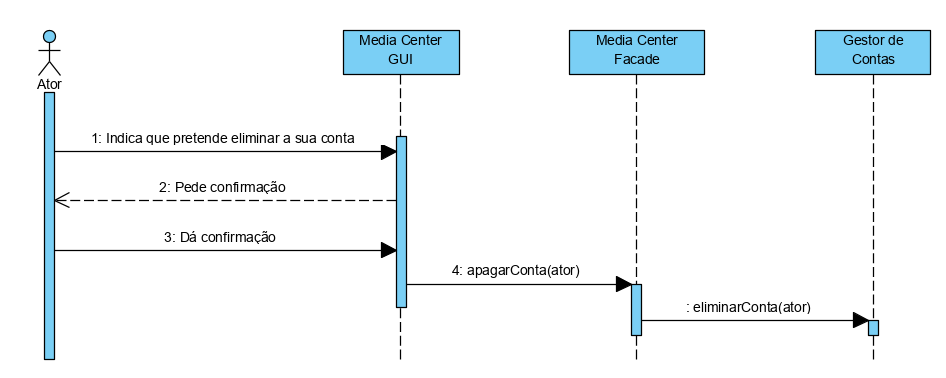 Ator
Media Center
GUI
Media Center
Facade
Gestor de
Contas
1: Indica que pretende eliminar a sua conta
2: Pede confirmação
3: Dá confirmação
4: apagarConta(ator)
: eliminarConta(ator)